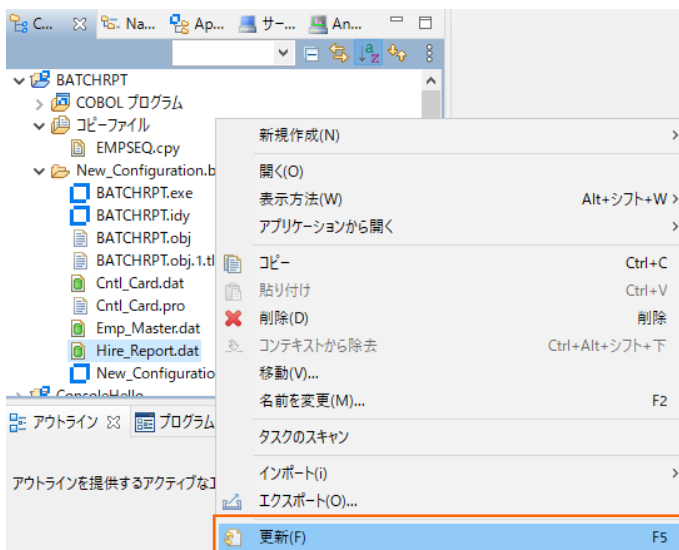 C... Na... Ap... サー... An...
BATCHRPT
COBOL プログラム
コピーファイル
EMPSEQ.cpy
New_Configuration.b
BATCHRPT.exe
BATCHRPT.idy
BATCHRPT.obj
BATCHRPT.obj.1.tl
Cntl_Card.dat
Cntl_Card.pro
Emp_Master.dat
Hire_Report.dat
New_Configuratio
ConsoleHello
アウトライン プログラム
アウトラインを提供するアクティブなエ
新規作成(N)
開く(O)
表示方法(W) Alt+シフト+W
アプリケーションから開く
コピー Ctrl+C
貼り付け Ctrl+V
削除(D) 削除
コンテキストから除去 Ctrl+Alt+シフト+下
移動(V)...
名前を変更(M)... F2
タスクのスキャン
インポート(i)
エクスポート(O)...
更新(F) F5